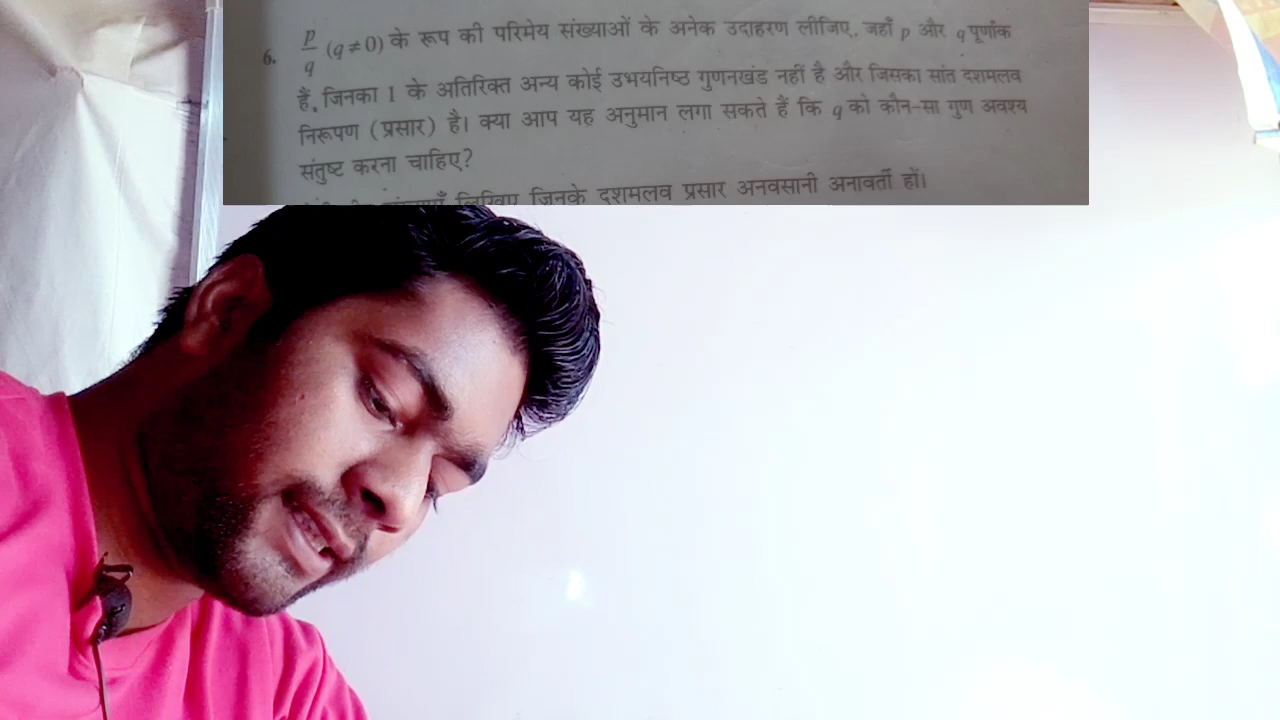 6. p/q (q ≠ 0) के रूप की परिमेय संख्याओं के अनेक उदाहरण लीजिए, जहाँ p और q पूर्णांक
हैं, जिनका 1 के अतिरिक्त अन्य कोई उभयनिष्ठ गुणनखंड नहीं है और जिसका सांत दशमलव
निरूपण (प्रसार) है। क्या आप यह अनुमान लगा सकते हैं कि q को कौन-सा गुण अवश्य
संतुष्ट करना चाहिए?
लिखिए जिनके दशमलव प्रसार अनवसानी अनावर्ती हों।